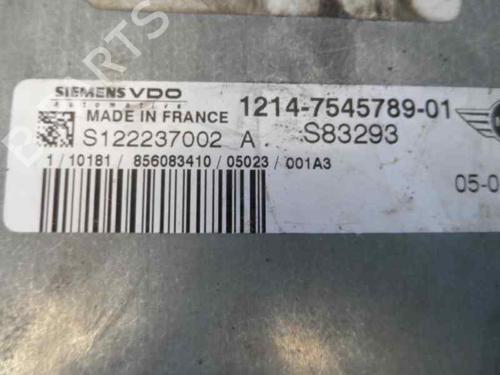 SIEMENS VDO
Automotive
MADE IN FRANCE 1214-7545789-01
S122237002 A S83293
1/10181/856083410/05023/001A3
05-0